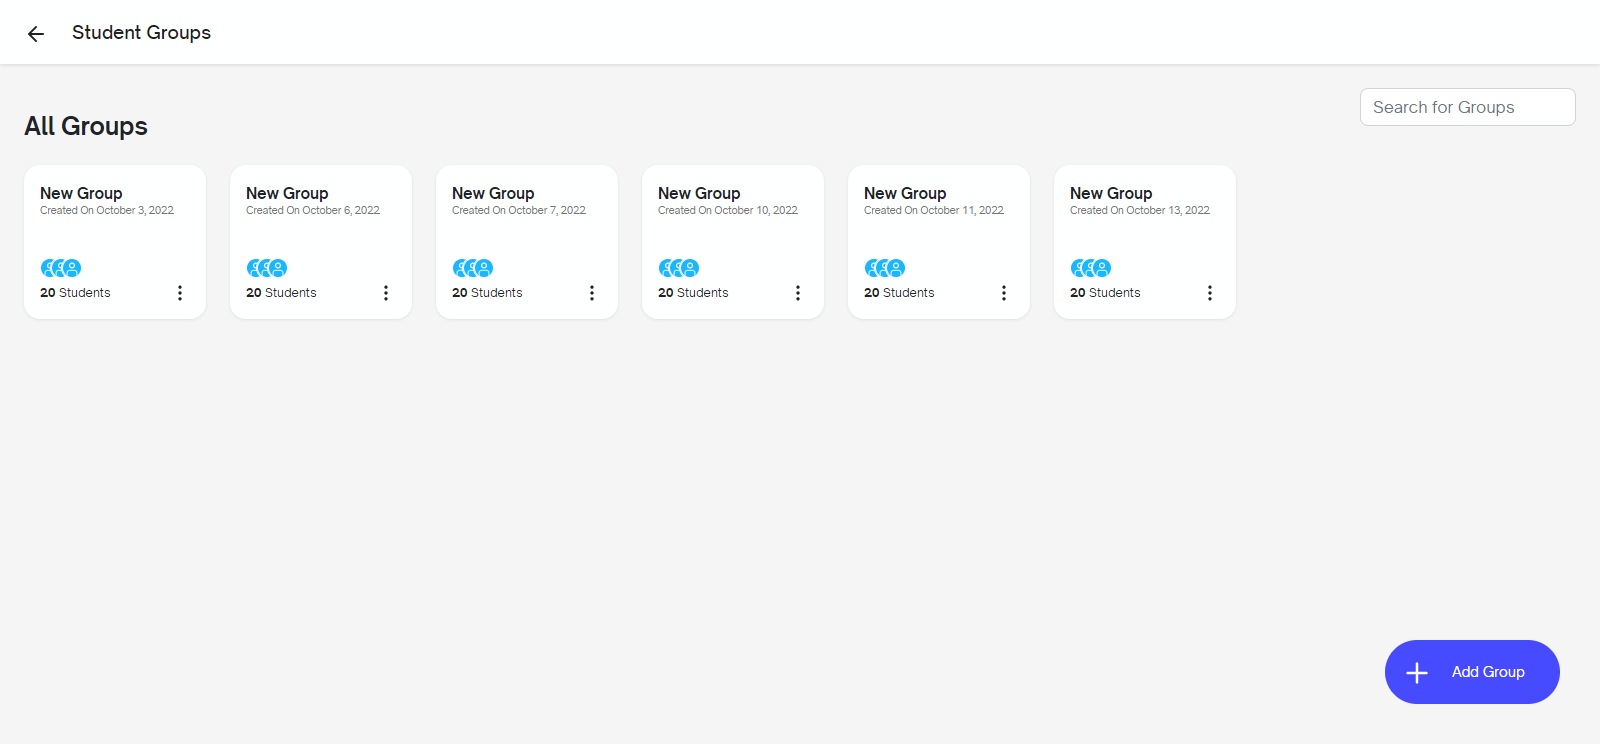 Student Groups
Search for Groups
All Groups
New Group
Created On October 3, 2022
20 Students
New Group
Created On October 6, 2022
20 Students
New Group
Created On October 7, 2022
20 Students
New Group
Created On October 10, 2022
20 Students
New Group
Created On October 11, 2022
20 Students
New Group
Created On October 13, 2022
20 Students
Add Group